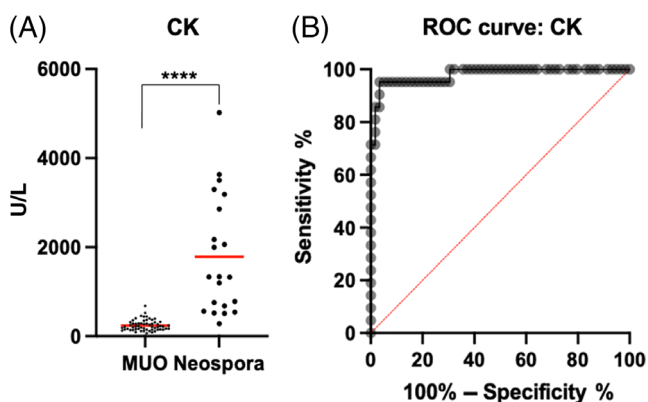 (A)
CK
6000
4000
2000
0
U/L
****
MUO Neospora
(B)
ROC curve: CK
100
80
60
40
20
0
Sensitivity %
0 20 40 60 80 100
100% – Specificity %